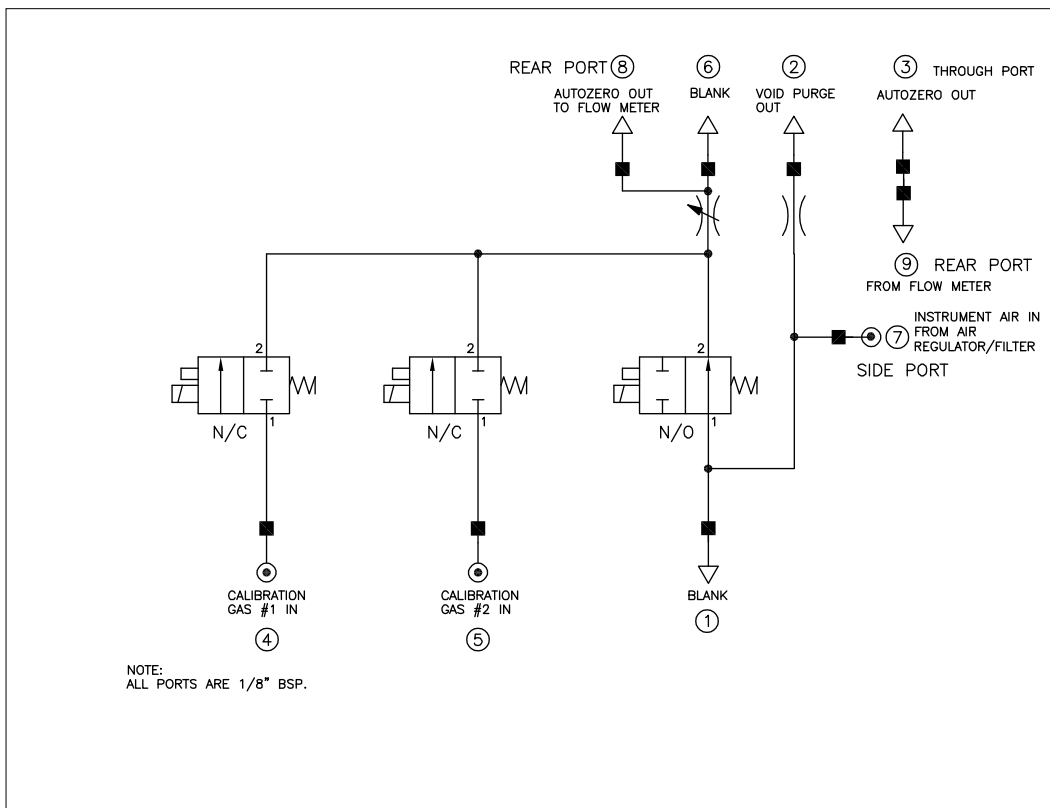 REAR PORT 8
AUTOZERO OUT
TO FLOW METER
6
BLANK
2
VOID PURGE
OUT
3 THROUGH PORT
AUTOZERO OUT
9 REAR PORT
FROM FLOW METER
7 INSTRUMENT AIR IN
FROM AIR
REGULATOR/FILTER
SIDE PORT
2
1
N/C
2
1
N/C
2
1
N/O
CALIBRATION
GAS #1 IN
4
CALIBRATION
GAS #2 IN
5
BLANK
1
NOTE:
ALL PORTS ARE 1/8" BSP.